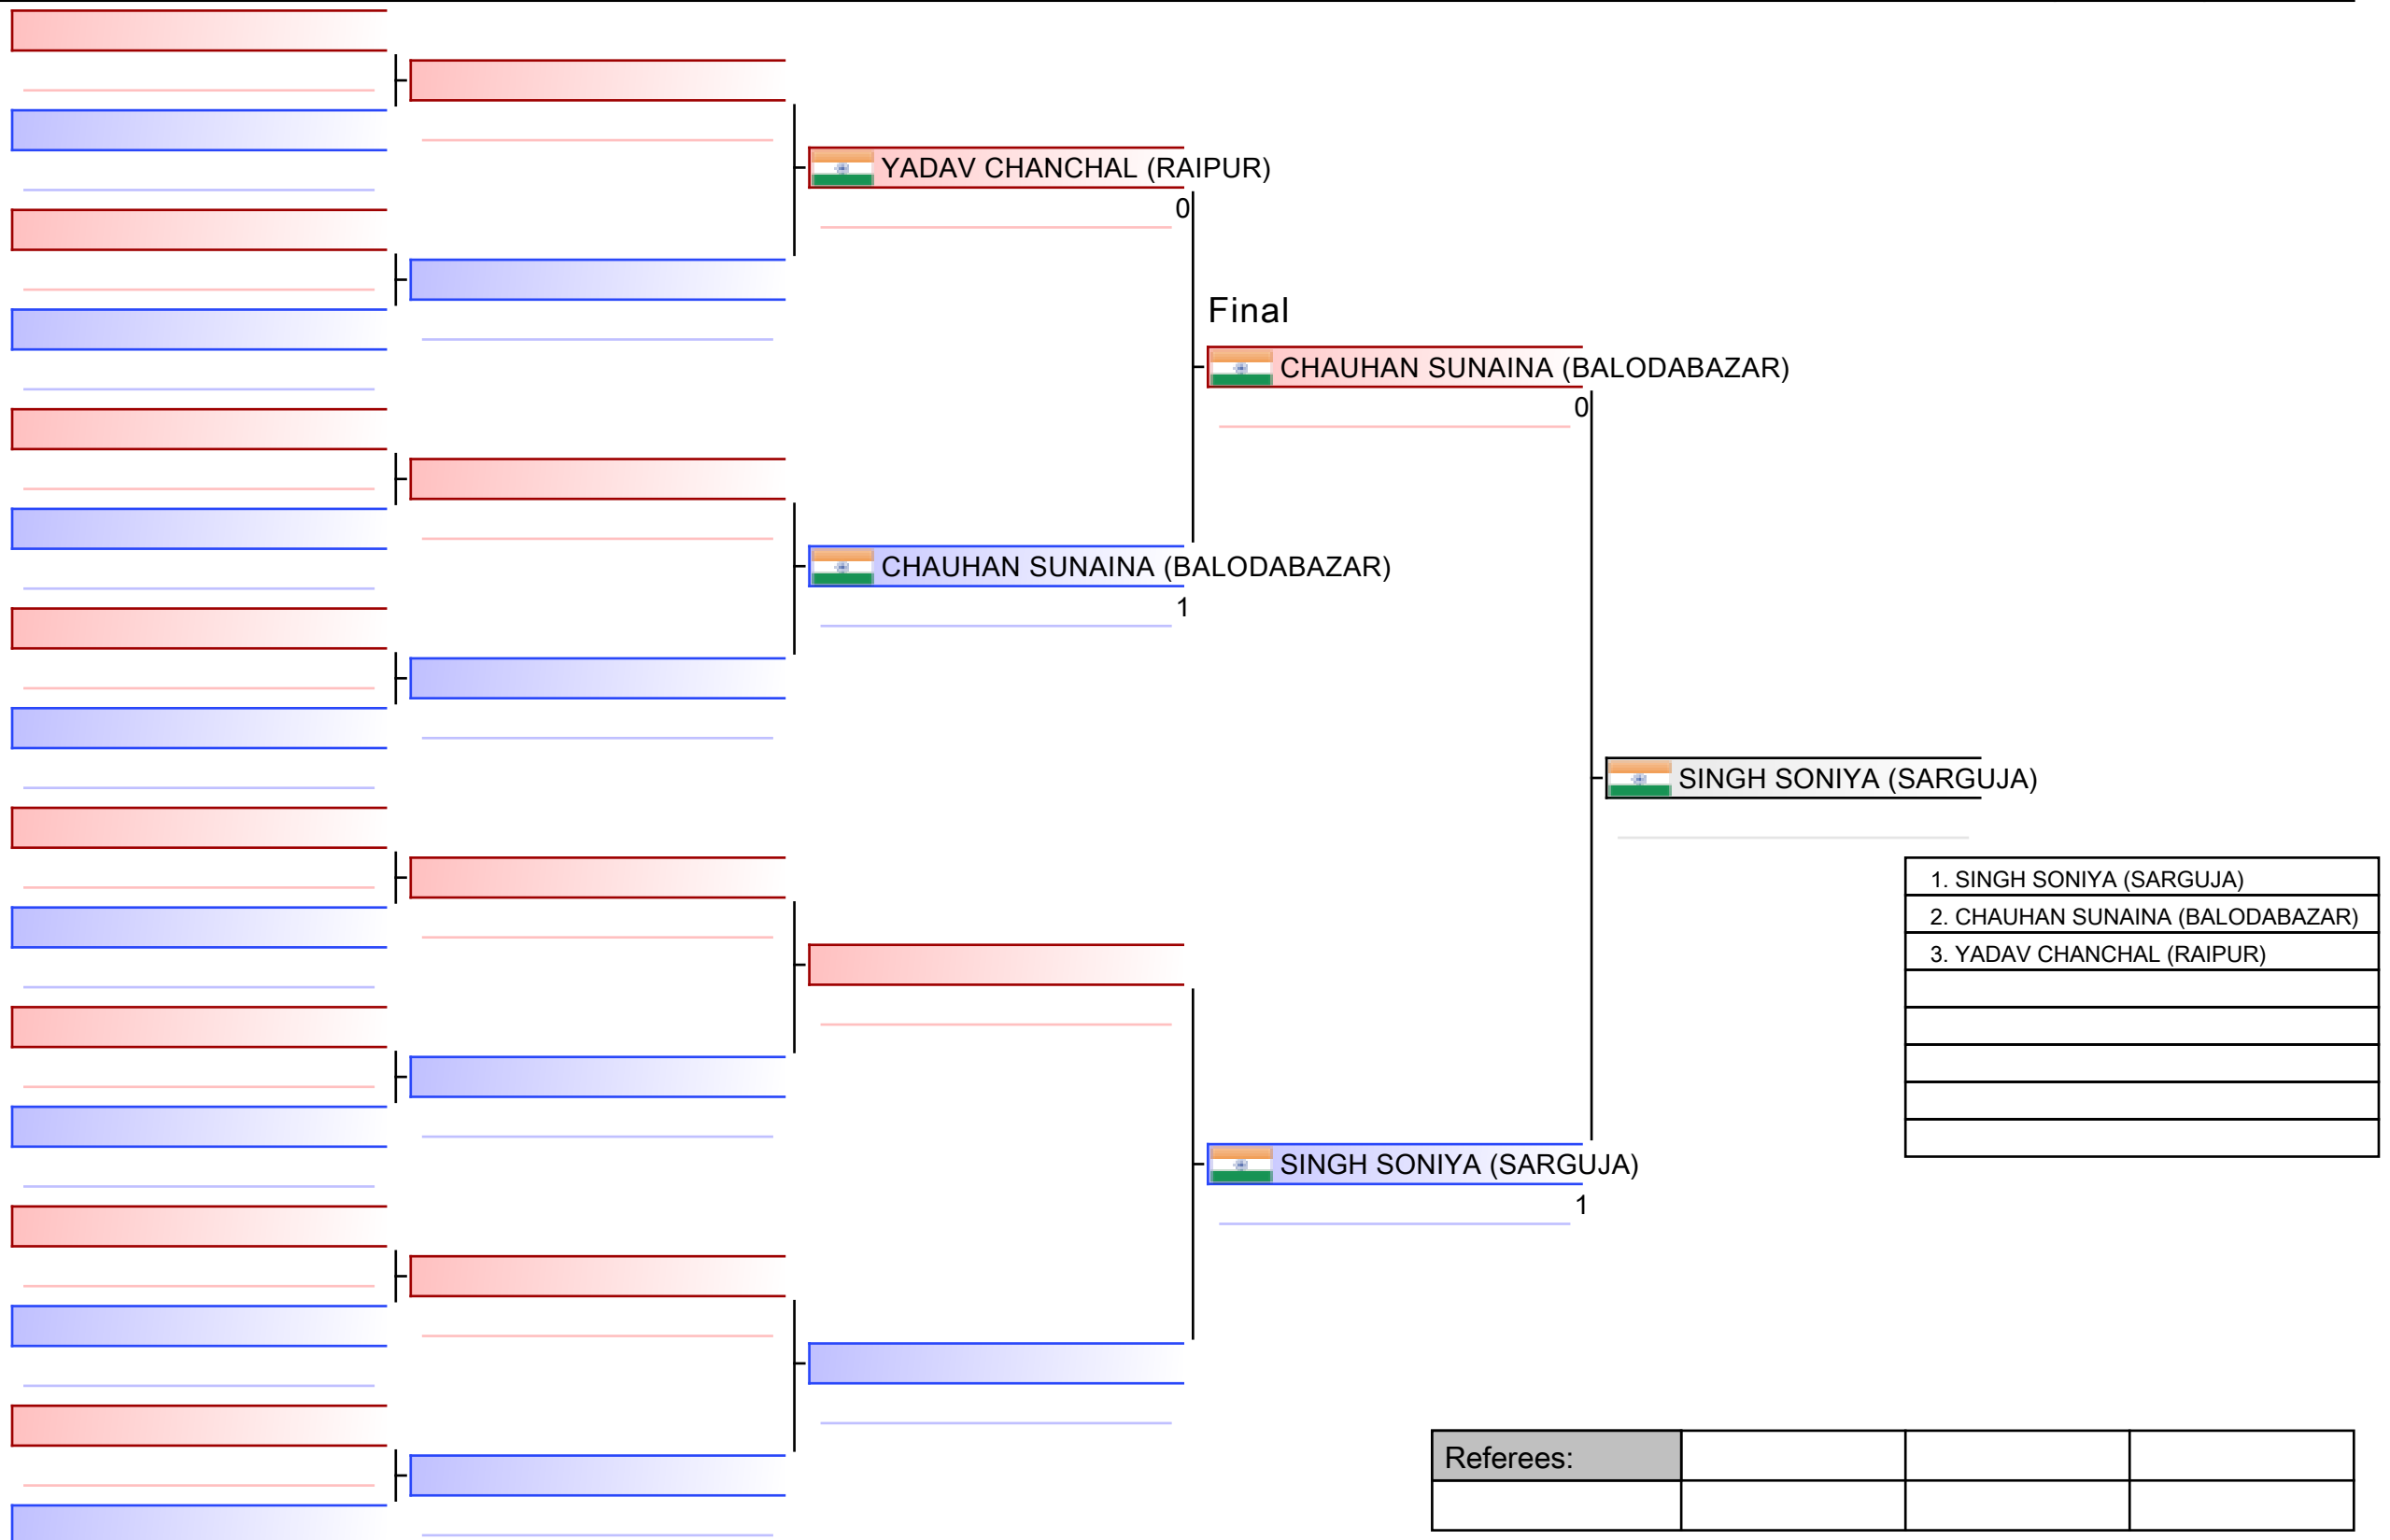 YADAV CHANCHAL (RAIPUR)
0
Final
CHAUHAN SUNAINA (BALODABAZAR)
0
CHAUHAN SUNAINA (BALODABAZAR)
1
SINGH SONIYA (SARGUJA)
1. SINGH SONIYA (SARGUJA)
2. CHAUHAN SUNAINA (BALODABAZAR)
3. YADAV CHANCHAL (RAIPUR)
SINGH SONIYA (SARGUJA)
1
Referees: